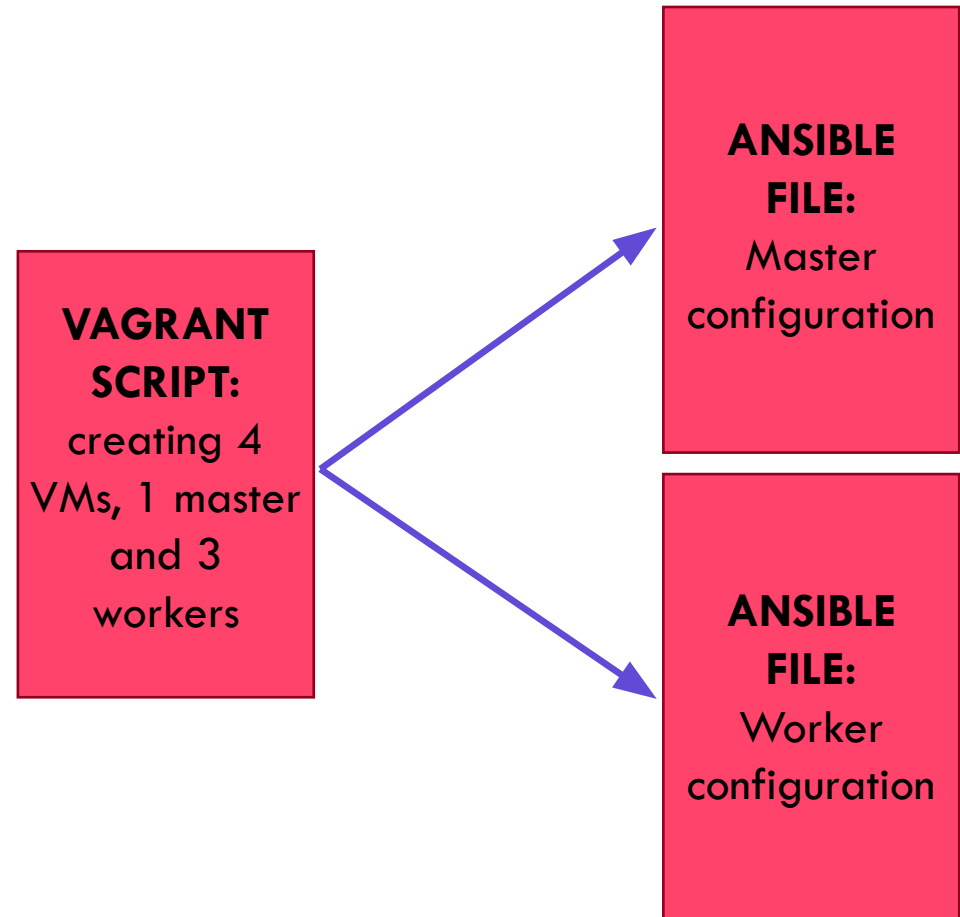 VAGRANT
SCRIPT:
creating 4
VMs, 1 master
and 3
workers
ANSIBLE
FILE:
Master
configuration
ANSIBLE
FILE:
Worker
configuration